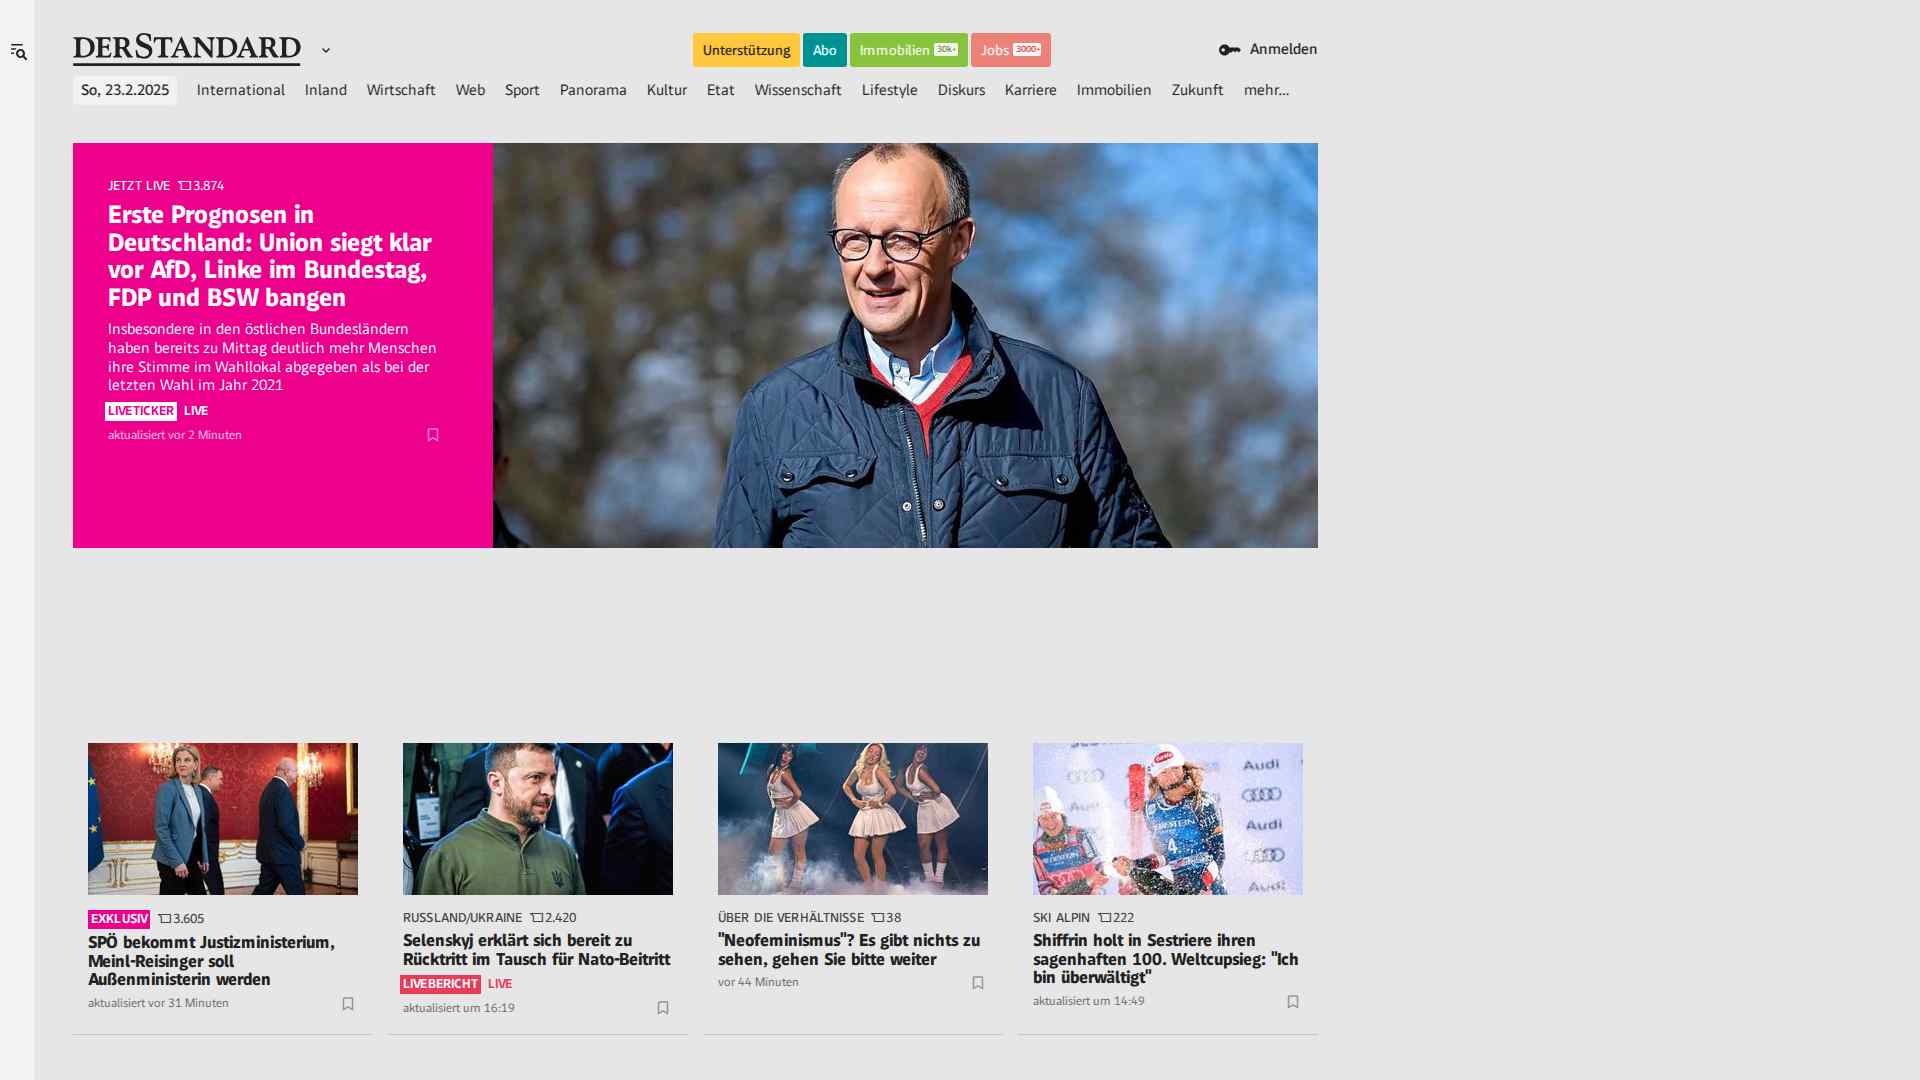 DERSTANDARD
Unterstützung Abo Immobilien 30k+ Jobs 3000+
Anmelden
So, 23.2.2025 International Inland Wirtschaft Web Sport Panorama Kultur Etat Wissenschaft Lifestyle Diskurs Karriere Immobilien Zukunft mehr...
JETZT LIVE 3.874
Erste Prognosen in
Deutschland: Union siegt klar
vor AfD, Linke im Bundestag,
FDP und BSW bangen
Insbesondere in den östlichen Bundesländern
haben bereits zu Mittag deutlich mehr Menschen
ihre Stimme im Wahllokal abgegeben als bei der
letzten Wahl im Jahr 2021
LIVETICKER LIVE
aktualisiert vor 2 Minuten
EXKLUSIV 3.605
SPÖ bekommt Justizministerium,
Meinl-Reisinger soll
Außenministerin werden
aktualisiert vor 31 Minuten
RUSSLAND/UKRAINE 2.420
Selenskyj erklärt sich bereit zu
Rücktritt im Tausch für Nato-Beitritt
LIVEBERICHT LIVE
aktualisiert um 16:19
ÜBER DIE VERHÄLTNISSE 38
"Neofeminismus"? Es gibt nichts zu
sehen, gehen Sie bitte weiter
vor 44 Minuten
Audi
Audi
Audi
4
SKI ALPIN 222
Shiffrin holt in Sestriere ihren
sagenhaften 100. Weltcupsieg: "Ich
bin überwältigt"
aktualisiert um 14:49